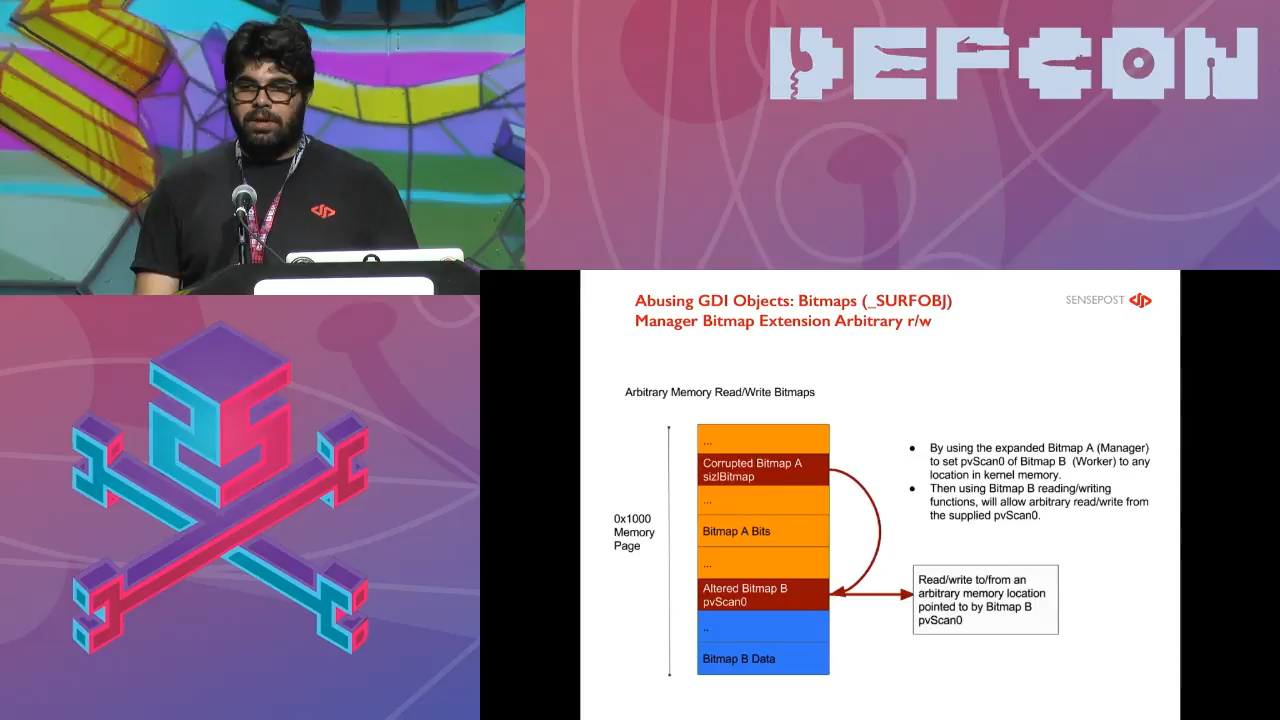 DEFCON
Abusing GDI Objects: Bitmaps (_SURFOBJ)
Manager Bitmap Extension Arbitrary r/w
SENSEPOST
Arbitrary Memory Read/Write Bitmaps
...
Corrupted Bitmap A
sizlBitmap
...
Bitmap A Bits
...
Altered Bitmap B
pvScan0
..
Bitmap B Data
0x1000
Memory
Page
● By using the expanded Bitmap A (Manager)
to set pvScan0 of Bitmap B (Worker) to any
location in kernel memory.
● Then using Bitmap B reading/writing
functions, will allow arbitrary read/write from
the supplied pvScan0.
Read/write to/from an
arbitrary memory location
pointed to by Bitmap B
pvScan0